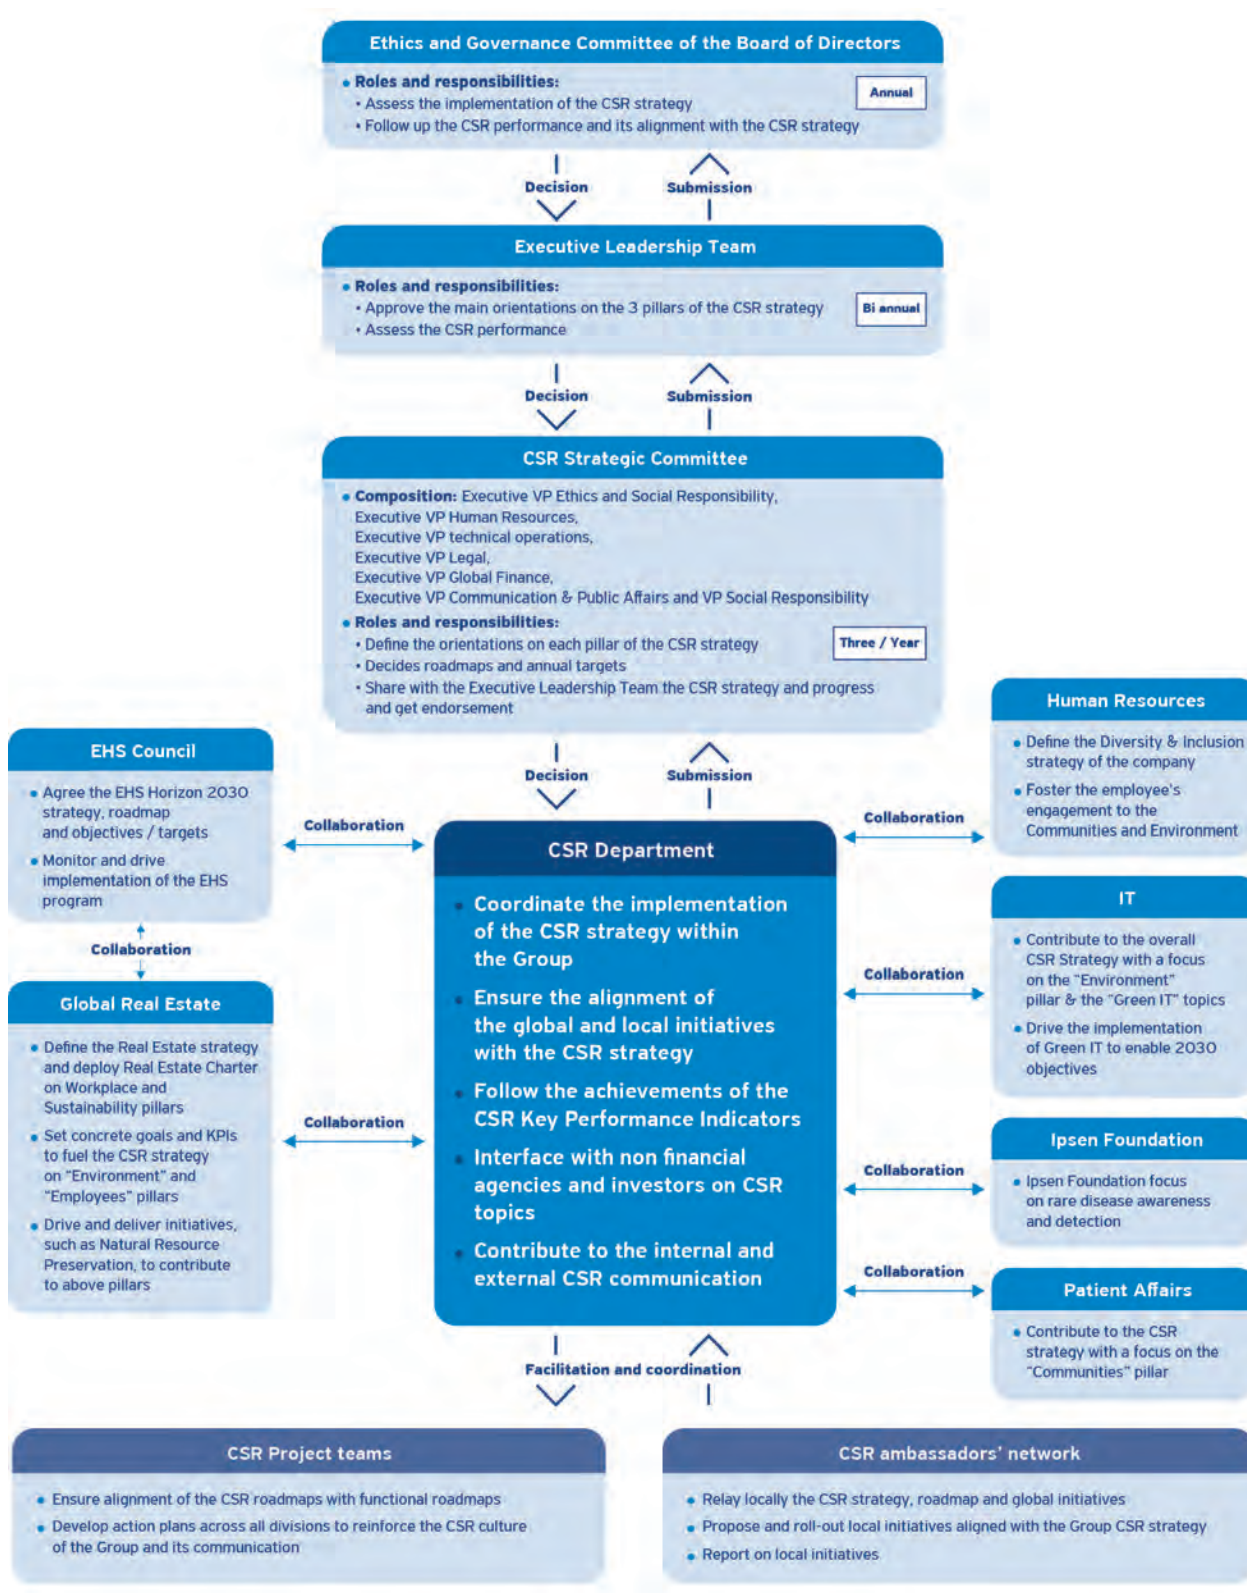 Ethics and Governance Committee of the Board of Directors
• Roles and responsibilities:
• Assess the implementation of the CSR strategy
• Follow up the CSR performance and its alignment with the CSR strategy
Annual
Decision
Submission
Executive Leadership Team
• Roles and responsibilities:
• Approve the main orientations on the 3 pillars of the CSR strategy
• Assess the CSR performance
Bi annual
Decision
Submission
CSR Strategic Committee
• Composition: Executive VP Ethics and Social Responsibility,
Executive VP Human Resources,
Executive VP technical operations,
Executive VP Legal,
Executive VP Global Finance,
Executive VP Communication & Public Affairs and VP Social Responsibility
• Roles and responsibilities:
• Define the orientations on each pillar of the CSR strategy
• Decides roadmaps and annual targets
• Share with the Executive Leadership Team the CSR strategy and progress
and get endorsement
Three / Year
Decision
Submission
EHS Council
• Agree the EHS Horizon 2030
strategy, roadmap
and objectives / targets
• Monitor and drive
implementation of the EHS
program
Collaboration
Collaboration
Global Real Estate
• Define the Real Estate strategy
and deploy Real Estate Charter
on Workplace and
Sustainability pillars
• Set concrete goals and KPIs
to fuel the CSR strategy
on "Environment" and
"Employees" pillars
• Drive and deliver initiatives,
such as Natural Resource
Preservation, to contribute
to above pillars
Collaboration
CSR Department
• Coordinate the implementation
of the CSR strategy within
the Group
• Ensure the alignment of
the global and local initiatives
with the CSR strategy
• Follow the achievements of the
CSR Key Performance Indicators
• Interface with non financial
agencies and investors on CSR
topics
• Contribute to the internal and
external CSR communication
Collaboration
Human Resources
• Define the Diversity & Inclusion
strategy of the company
• Foster the employee's
engagement to the
Communities and Environment
Collaboration
IT
• Contribute to the overall
CSR Strategy with a focus
on the "Environment"
pillar & the "Green IT" topics
• Drive the implementation
of Green IT to enable 2030
objectives
Collaboration
Ipsen Foundation
• Ipsen Foundation focus
on rare disease awareness
and detection
Collaboration
Patient Affairs
• Contribute to the CSR
strategy with a focus on the
"Communities" pillar
Facilitation and coordination
CSR Project teams
• Ensure alignment of the CSR roadmaps with functional roadmaps
• Develop action plans across all divisions to reinforce the CSR culture
of the Group and its communication
CSR ambassadors' network
• Relay locally the CSR strategy, roadmap and global initiatives
• Propose and roll-out local initiatives aligned with the Group CSR strategy
• Report on local initiatives